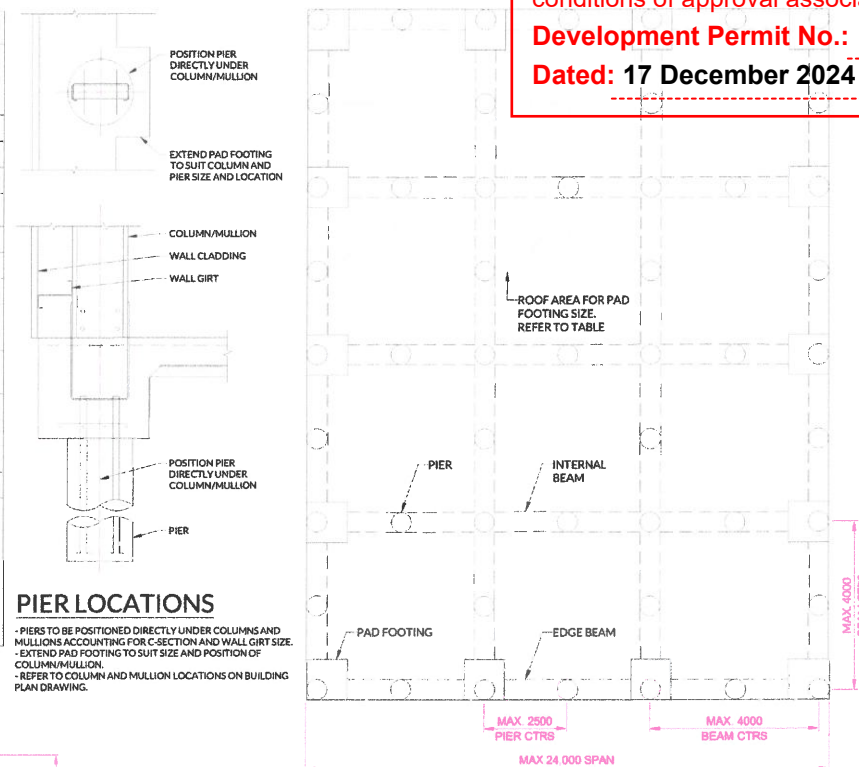 conditions of approval
Development Permit No.:
Dated: 17 December 2024
POSITION PIER
DIRECTLY UNDER
COLUMN/MULLION
EXTEND PAD FOOTING
TO SUIT COLUMN AND
PIER SIZE AND LOCATION
COLUMN/MULLION
WALL CLADDING
WALL GIRT
POSITION PIER
DIRECTLY UNDER
COLUMN/MULLION
PIER
PIER LOCATIONS
- PIERS TO BE POSITIONED DIRECTLY UNDER COLUMNS AND
MULLIONS ACCOUNTING FOR C-SECTION AND WALL GIRT SIZE.
- EXTEND PAD FOOTING TO SUIT SIZE AND POSITION OF
COLUMN/MULLION.
- REFER TO COLUMN AND MULLION LOCATIONS ON BUILDING
PLAN DRAWING.
ROOF AREA FOR PAD
FOOTING SIZE.
REFER TO TABLE
PIER
INTERNAL
BEAM
PAD FOOTING
EDGE BEAM
MAX. 4000
MAX. 2500
PIER CTRS
MAX. 4000
BEAM CTRS
MAX 24.000 SPAN